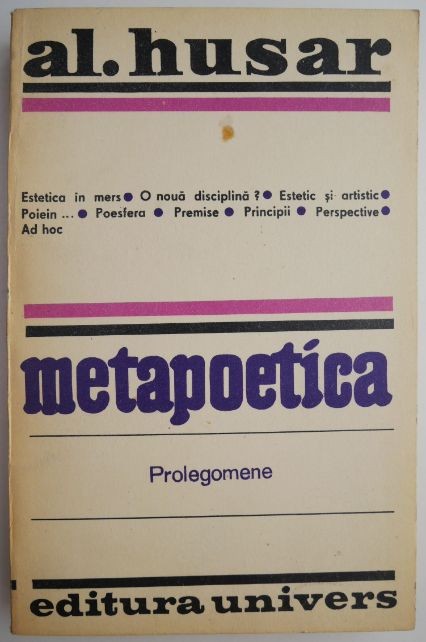 al. husar
Estetica în mers ● O nouă disciplină? ● Estetic și artistic ●
Poiein ... ● Poesfera ● Premise ● Principii ● Perspective ●
Ad hoc
metapoetica
Prolegomene
editura univers